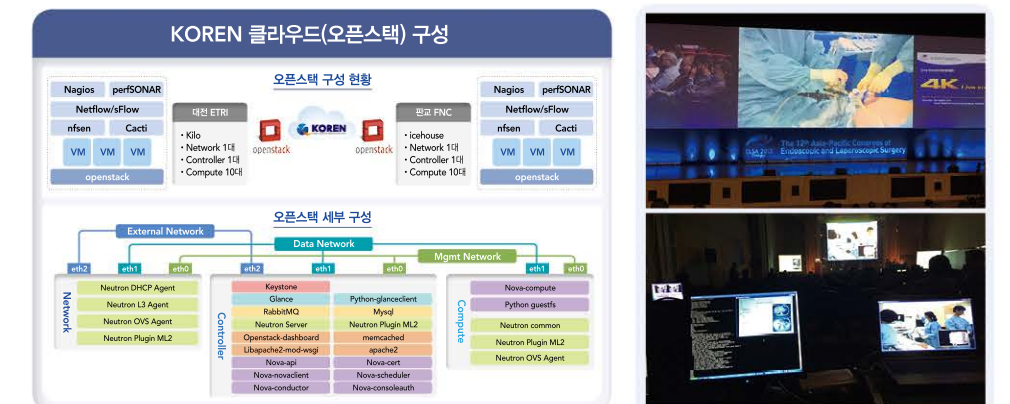 KOREN 클라우드(오픈스택) 구성
오픈스택 구성 현황
Nagios perfSONAR
Netflow/sFlow
nfsen Cacti
VM VM VM
openstack
대전 ETRI
· Kilo
· Network 1대
· Controller 1대
· Compute 10대
openstack
KOREN
openstack
판교 FNC
· icehouse
· Network 1대
· Controller 1대
· Compute 10대
Nagios perfSONAR
Netflow/sFlow
nfsen Cacti
VM VM VM
openstack
오픈스택 세부 구성
External Network
Data Network
Mgmt Network
eth2 eth1 eth0 eth2 eth1 eth0 eth1 eth0
Network
Neutron DHCP Agent
Neutron L3 Agent
Neutron OVS Agent
Neutron Plugin ML2
Controller
Keystone
Glance Python-glanceclient
RabbitMQ Mysql
Neutron Server Neutron Plugin ML2
Openstack-dashboard memcached
Libapache2-mod-wsgi apache2
Nova-api Nova-cert
Nova-novaclient Nova-scheduler
Nova-conductor Nova-consoleauth
Compute
Nova-compute
Python guestfs
Neutron common
Neutron Plugin ML2
Neutron OVS Agent
4K
The 12th Asia-Pacific Congress of
Endoscopic and Laparoscopic Surgery